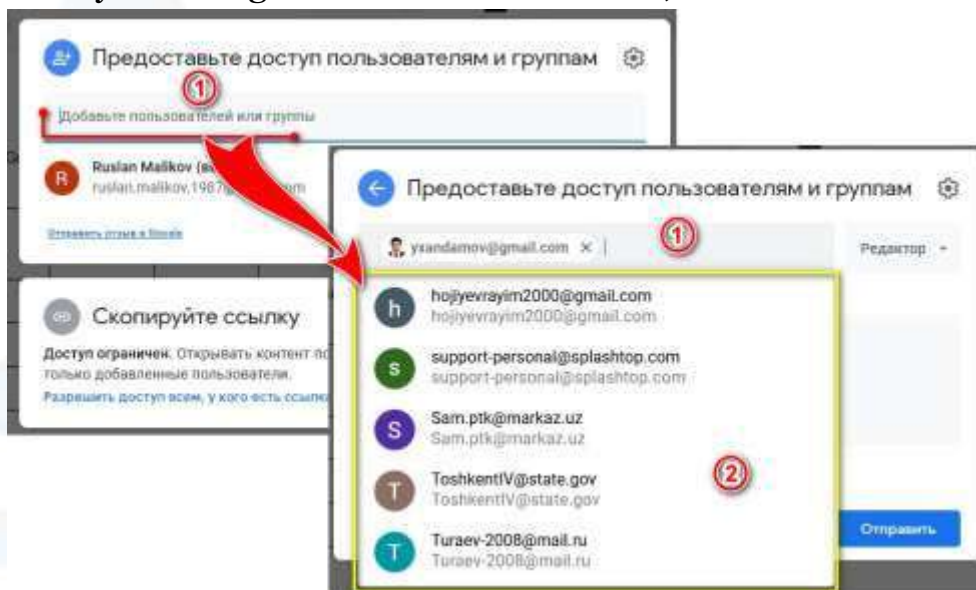 Предоставьте доступ пользователям и группам
①
Добавьте пользователей или группы
R
Ruslan Malikov
ruslan.malikov.1987
Отправить отзыв в Google
Скопируйте ссылку
Доступ ограничен. Открывать контент
только добавленные пользователи.
Разрешить доступ всем, у кого есть
Предоставьте доступ пользователям и группам
①
ysandamov@gmail.com ×
Редактор
h
hojiyevrayim2000@gmail.com
hojiyevrayim2000@gmail.com
s
support-personal@splashtop.com
support-personal@splashtop.com
S
Sam.ptk@markaz.uz
Sam.ptk@markaz.uz
T
ToshkentIV@state.gov
ToshkentIV@state.gov
②
T
Turaev-2008@mail.ru
Turaev-2008@mail.ru
Отправить